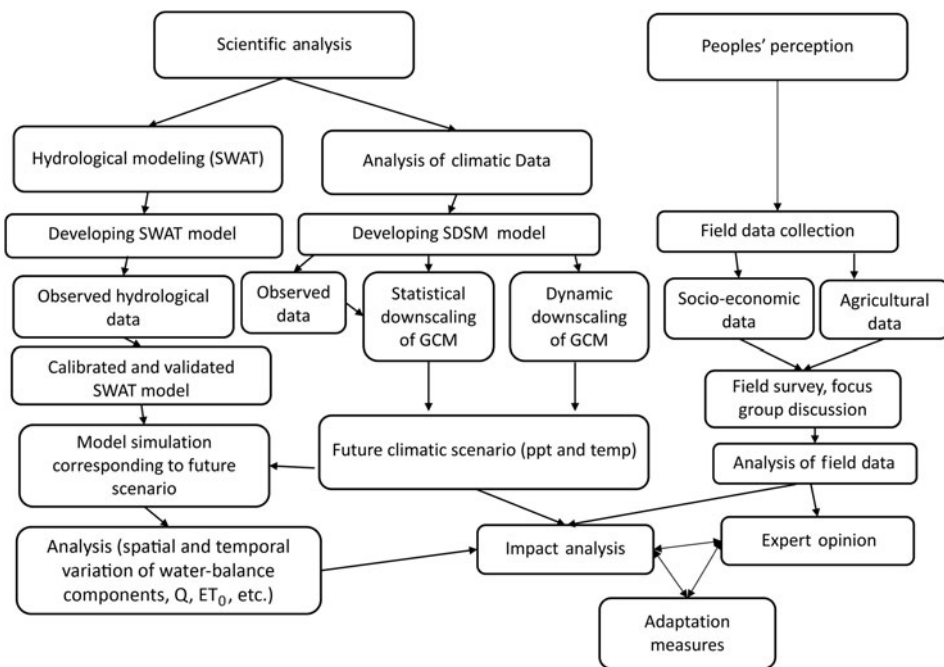 Scientific analysis
Peoples' perception
Hydrological modeling (SWAT)
Analysis of climatic Data
Developing SWAT model
Developing SDSM model
Field data collection
Observed hydrological
data
Observed
data
Statistical
downscaling
of GCM
Dynamic
downscaling
of GCM
Socio-economic
data
Agricultural
data
Calibrated and validated
SWAT model
Field survey, focus
group discussion
Model simulation
corresponding to future
scenario
Future climatic scenario (ppt and temp)
Analysis of field data
Analysis (spatial and temporal
variation of water-balance
components, Q, ET₀, etc.)
Impact analysis
Expert opinion
Adaptation
measures